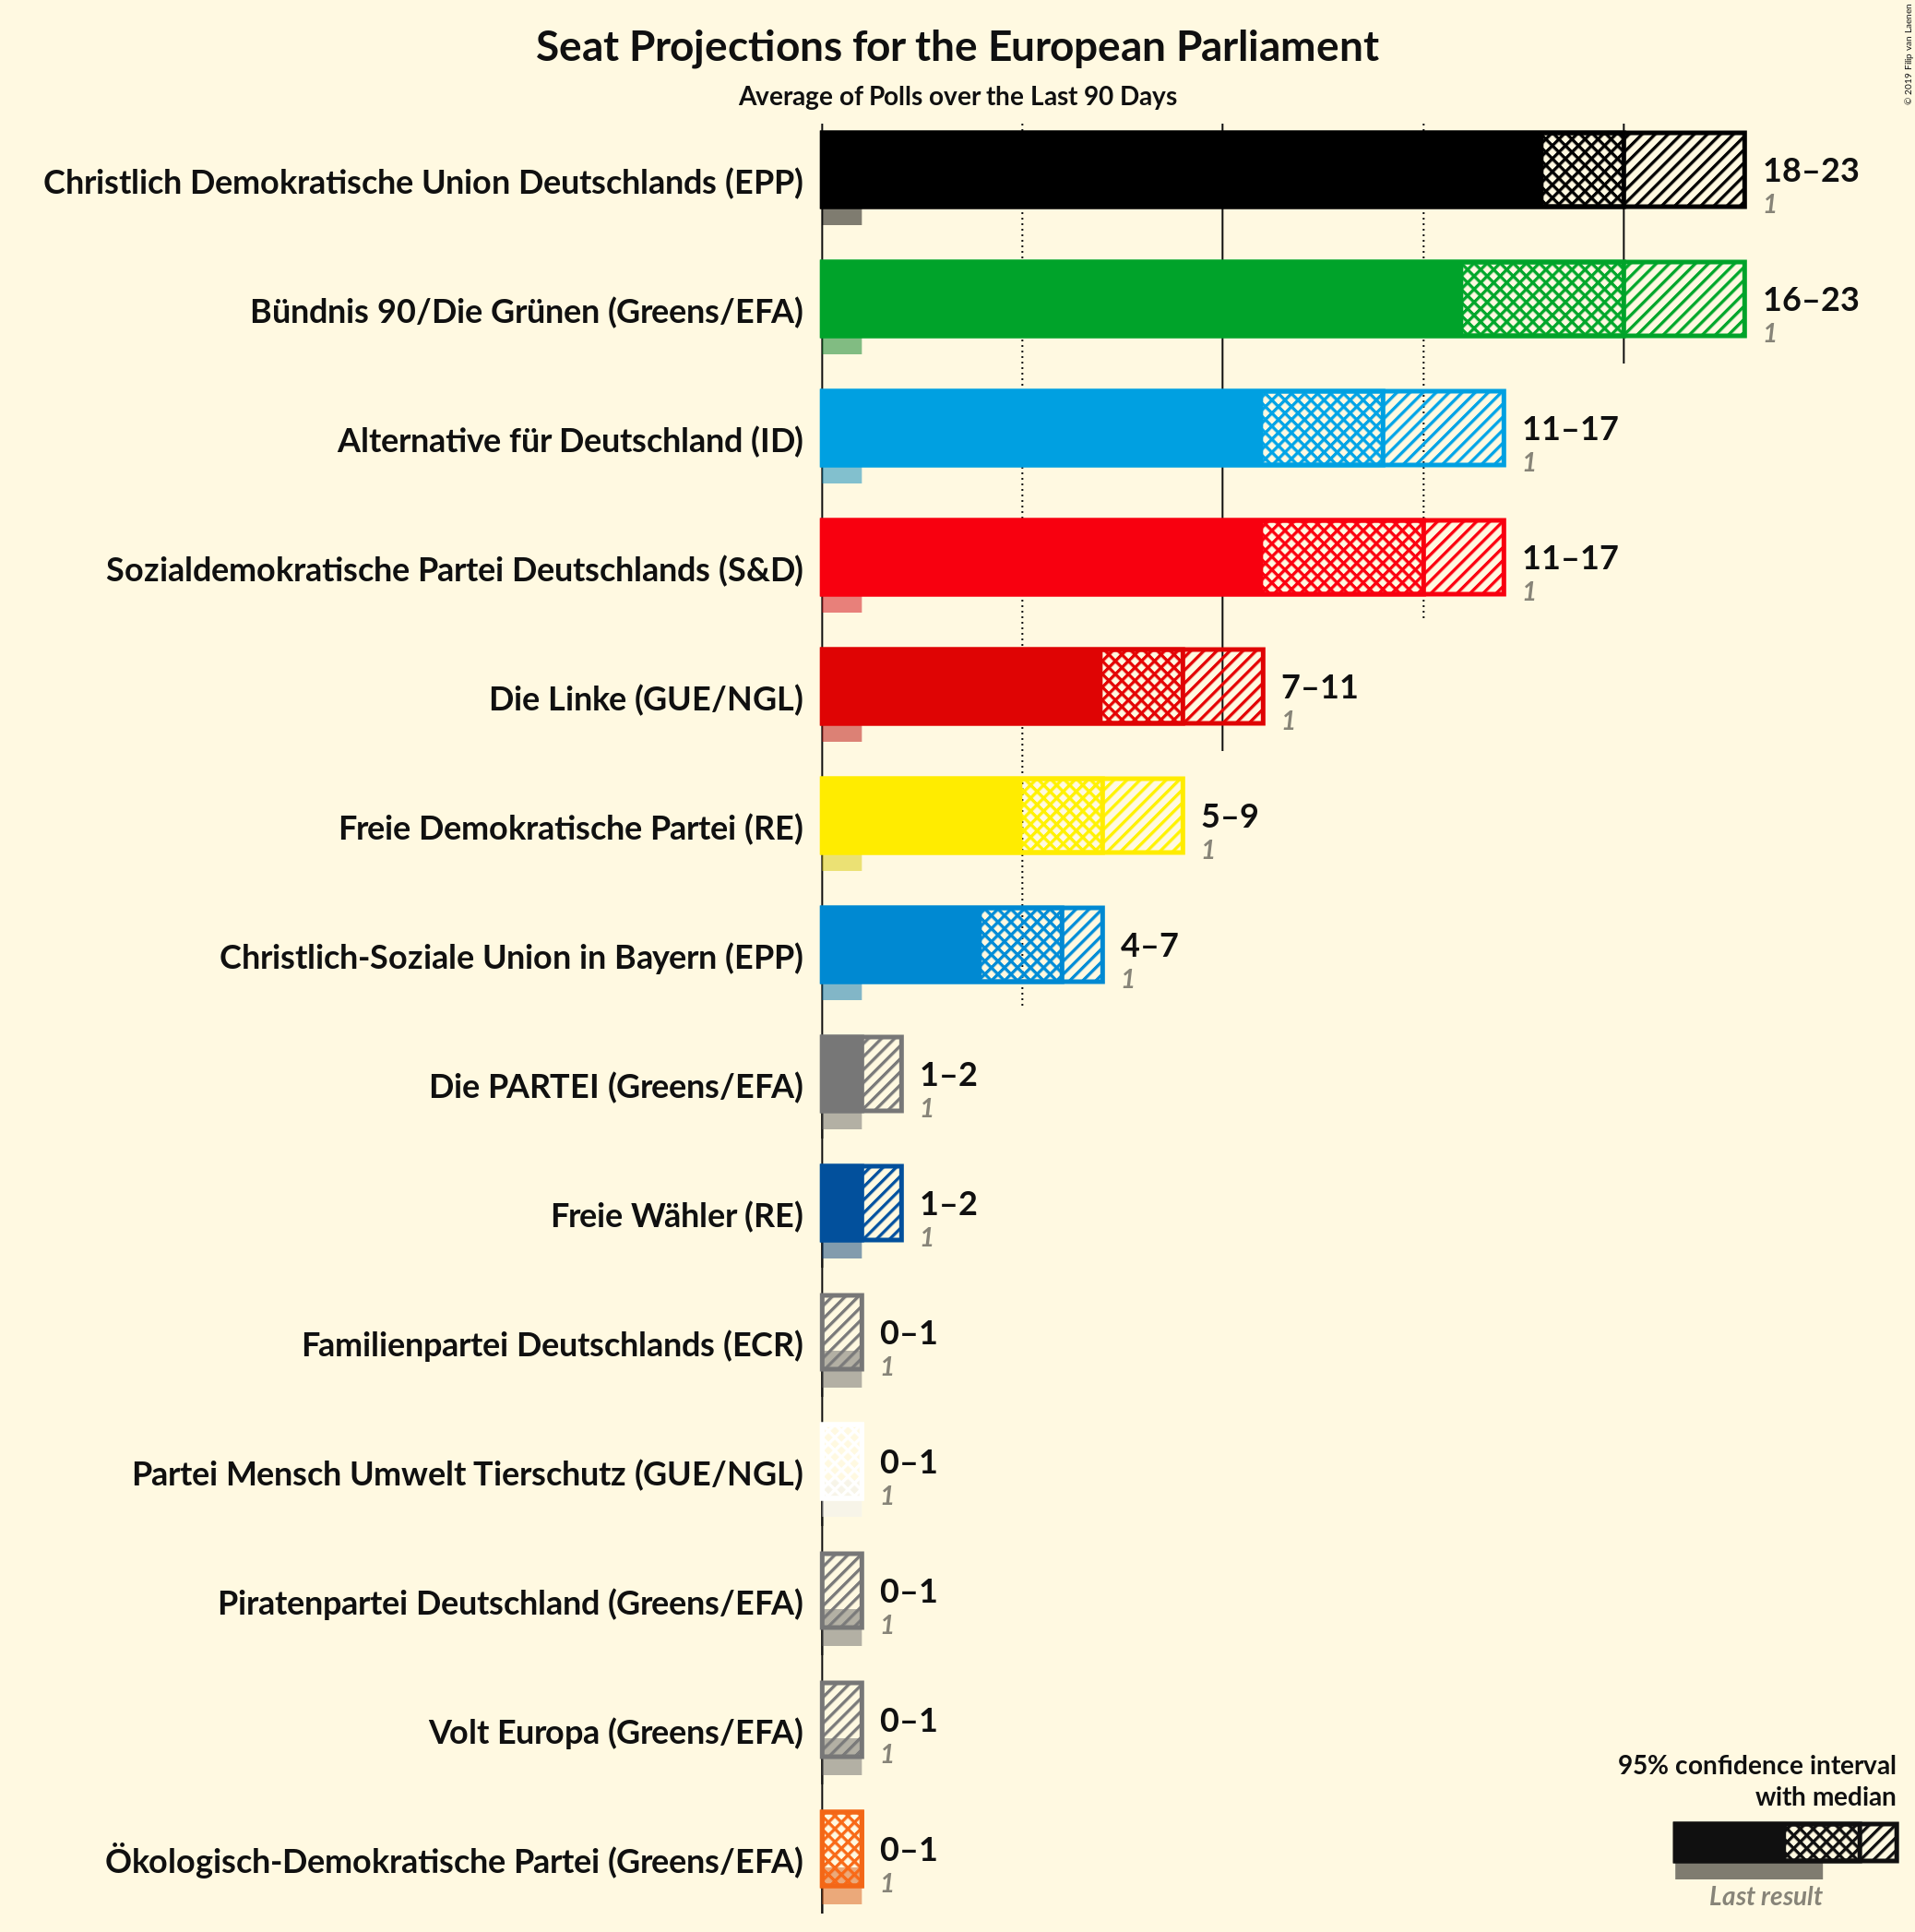 Seat Projections for the European Parliament
Average of Polls over the Last 90 Days
© 2019 Filip van Laenen
Christlich Demokratische Union Deutschlands (EPP)
18–23
1
Bündnis 90/Die Grünen (Greens/EFA)
16–23
1
Alternative für Deutschland (ID)
11–17
1
Sozialdemokratische Partei Deutschlands (S&D)
11–17
1
Die Linke (GUE/NGL)
7–11
1
Freie Demokratische Partei (RE)
5–9
1
Christlich-Soziale Union in Bayern (EPP)
4–7
1
Die PARTEI (Greens/EFA)
1–2
1
Freie Wähler (RE)
1–2
1
Familienpartei Deutschlands (ECR)
0–1
1
Partei Mensch Umwelt Tierschutz (GUE/NGL)
0–1
1
Piratenpartei Deutschland (Greens/EFA)
0–1
1
Volt Europa (Greens/EFA)
0–1
1
Ökologisch-Demokratische Partei (Greens/EFA)
0–1
1
95% confidence interval
with median
Last result